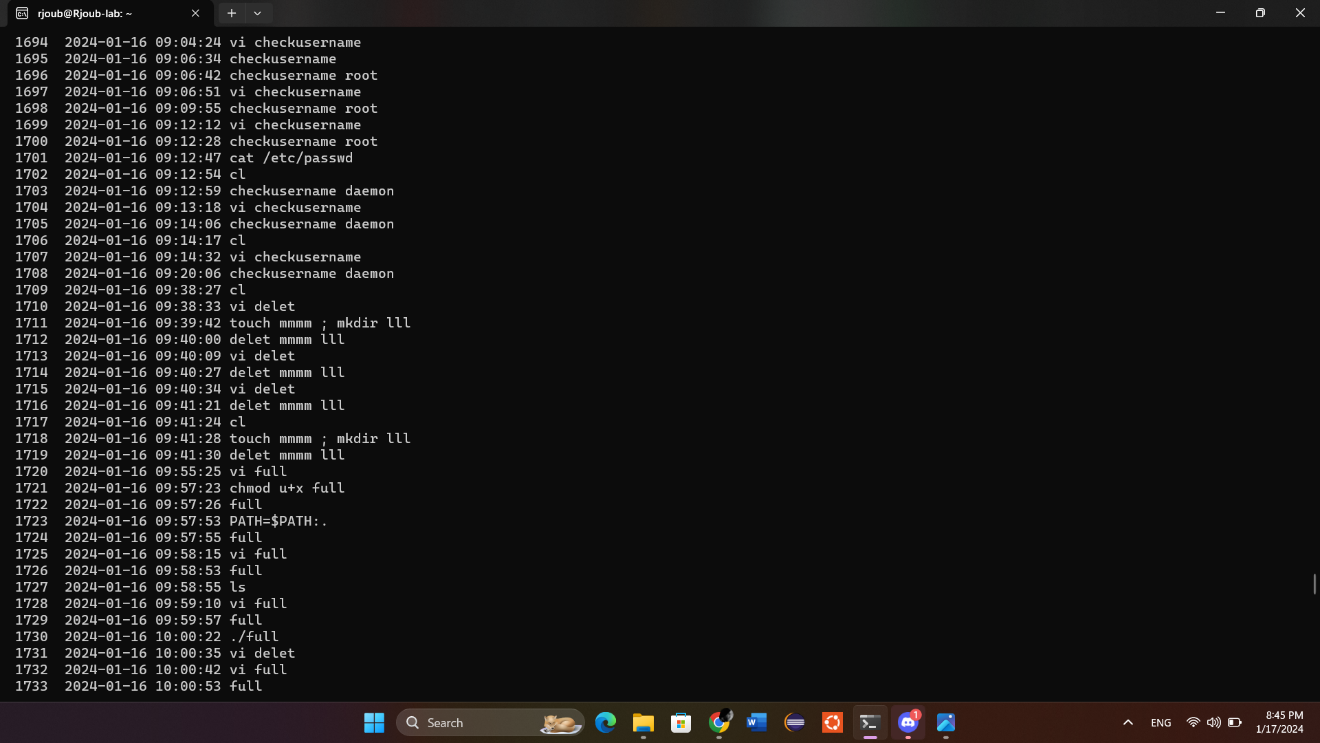 rjoub@Rjoub-lab: ~
1694 2024-01-16 09:04:24 vi checkusername
1695 2024-01-16 09:06:34 checkusername
1696 2024-01-16 09:06:42 checkusername root
1697 2024-01-16 09:06:51 vi checkusername
1698 2024-01-16 09:09:55 checkusername root
1699 2024-01-16 09:12:12 vi checkusername
1700 2024-01-16 09:12:28 checkusername root
1701 2024-01-16 09:12:47 cat /etc/passwd
1702 2024-01-16 09:12:54 cl
1703 2024-01-16 09:12:59 checkusername daemon
1704 2024-01-16 09:13:18 vi checkusername
1705 2024-01-16 09:14:06 checkusername daemon
1706 2024-01-16 09:14:17 cl
1707 2024-01-16 09:14:32 vi checkusername
1708 2024-01-16 09:20:06 checkusername daemon
1709 2024-01-16 09:38:27 cl
1710 2024-01-16 09:38:33 vi delet
1711 2024-01-16 09:39:42 touch mmmm ; mkdir lll
1712 2024-01-16 09:40:00 delet mmmm lll
1713 2024-01-16 09:40:09 vi delet
1714 2024-01-16 09:40:27 delet mmmm lll
1715 2024-01-16 09:40:34 vi delet
1716 2024-01-16 09:41:21 delet mmmm lll
1717 2024-01-16 09:41:24 cl
1718 2024-01-16 09:41:28 touch mmmm ; mkdir lll
1719 2024-01-16 09:41:30 delet mmmm lll
1720 2024-01-16 09:55:25 vi full
1721 2024-01-16 09:57:23 chmod u+x full
1722 2024-01-16 09:57:26 full
1723 2024-01-16 09:57:53 PATH=$PATH:.
1724 2024-01-16 09:57:55 full
1725 2024-01-16 09:58:15 vi full
1726 2024-01-16 09:58:53 full
1727 2024-01-16 09:58:55 ls
1728 2024-01-16 09:59:10 vi full
1729 2024-01-16 09:59:57 full
1730 2024-01-16 10:00:22 ./full
1731 2024-01-16 10:00:35 vi delet
1732 2024-01-16 10:00:42 vi full
1733 2024-01-16 10:00:53 full
Search
1
ENG
8:45 PM
1/17/2024